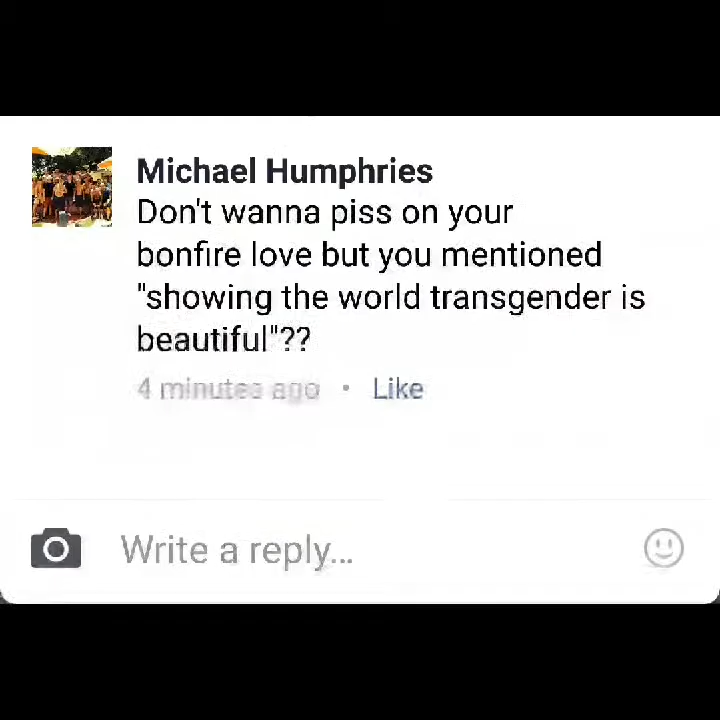 Michael Humphries
Don't wanna piss on your
bonfire love but you mentioned
"showing the world transgender is
beautiful"??
4 minutes ago • Like
Write a reply...